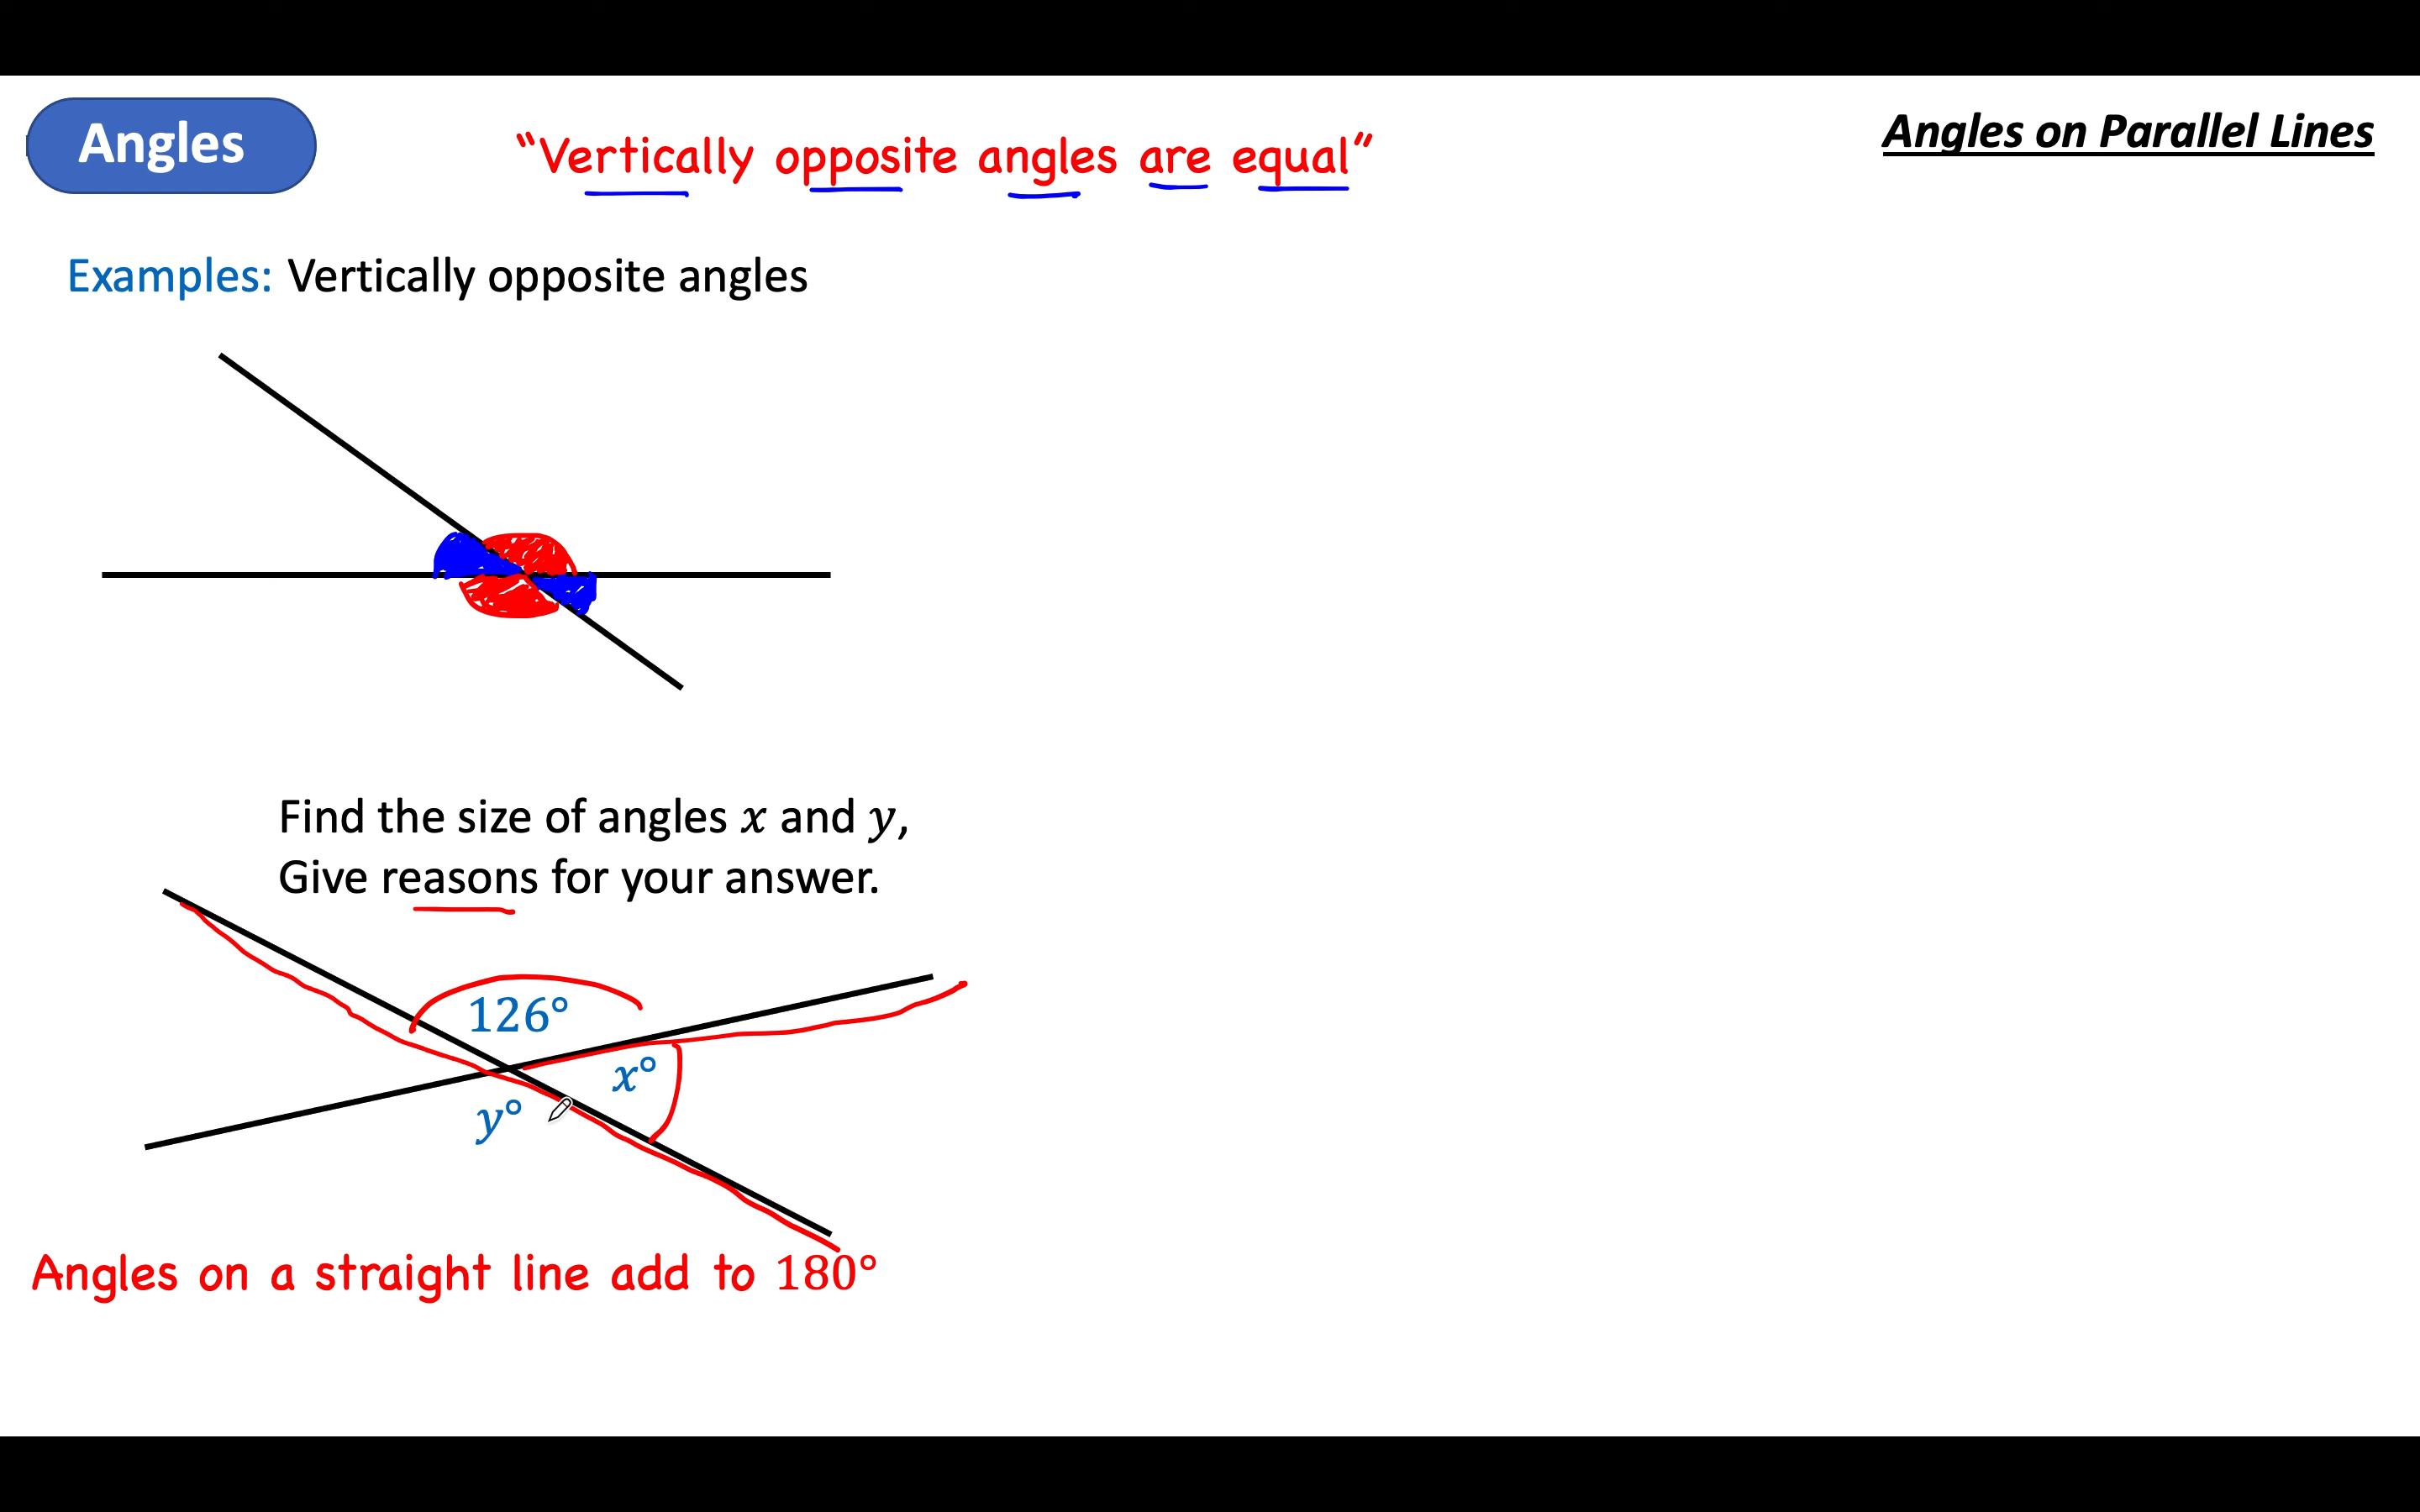 Angles
“Vertically opposite angles are equal”
Angles on Parallel Lines
Examples: Vertically opposite angles
Find the size of angles x and y,
Give reasons for your answer.
126°
x°
y°
Angles on a straight line add to 180°